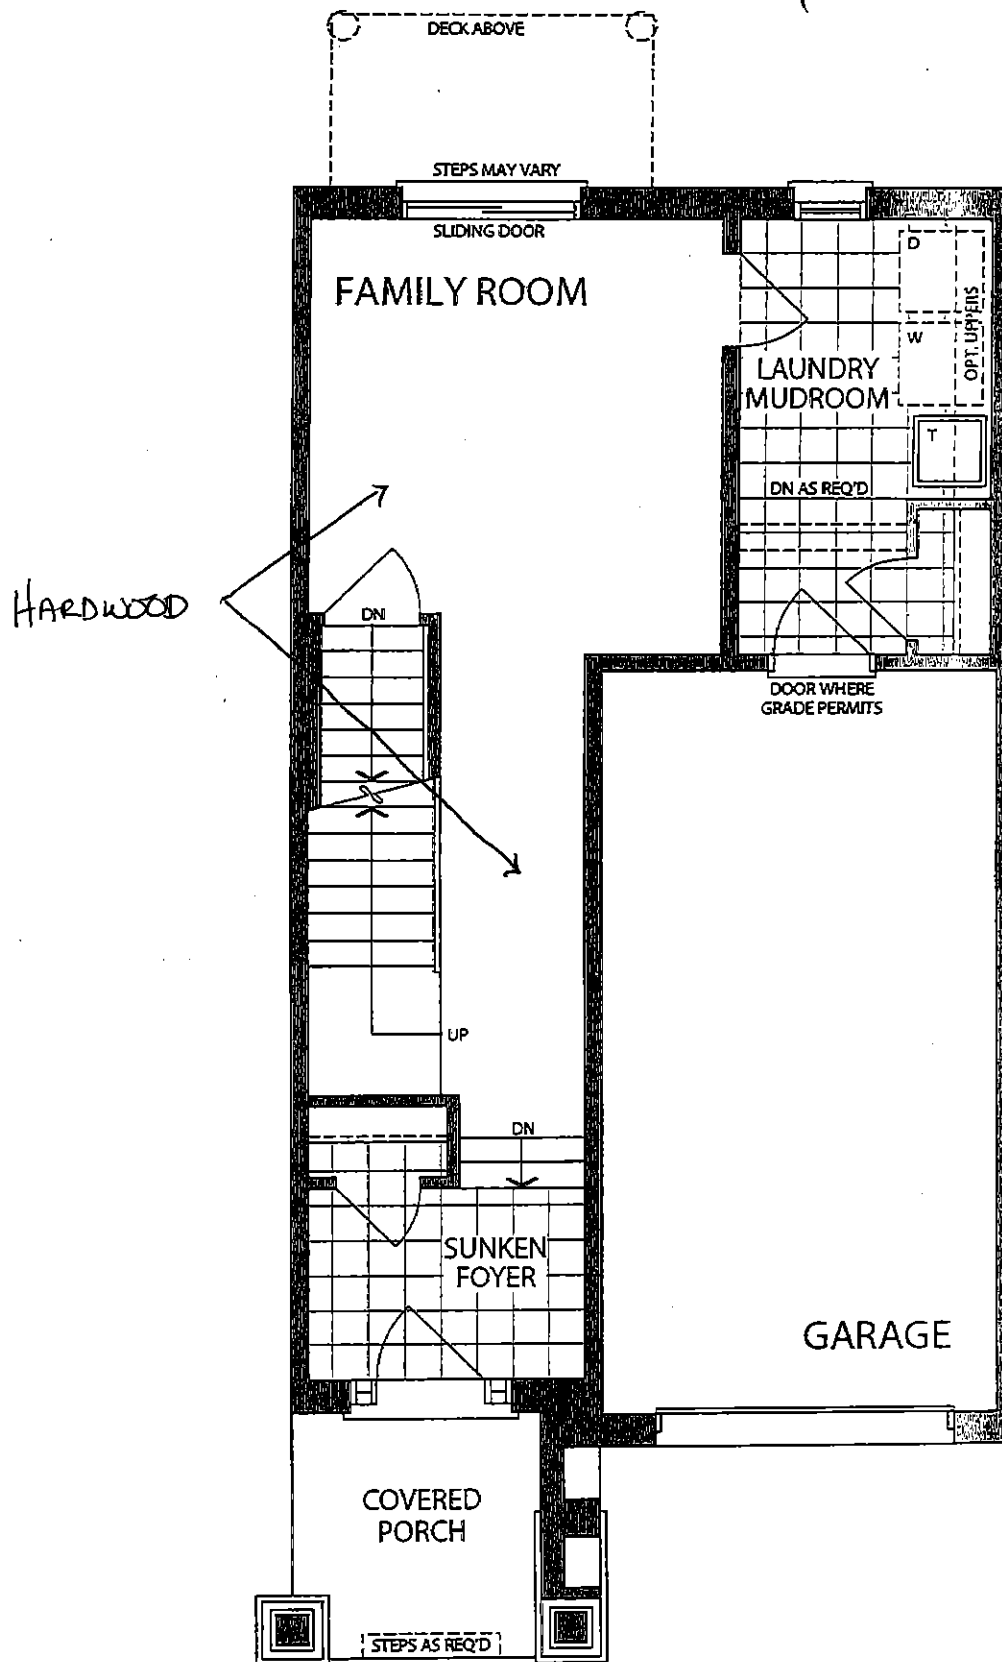 DECK ABOVE
STEPS MAY VARY
SLIDING DOOR
FAMILY ROOM
D
W
OPT. UPPERS
LAUNDRY
MUDROOM
T
DN AS REQ'D
HARDWOOD
DN
DOOR WHERE
GRADE PERMITS
UP
DN
SUNKEN
FOYER
GARAGE
COVERED
PORCH
STEPS AS REQ'D